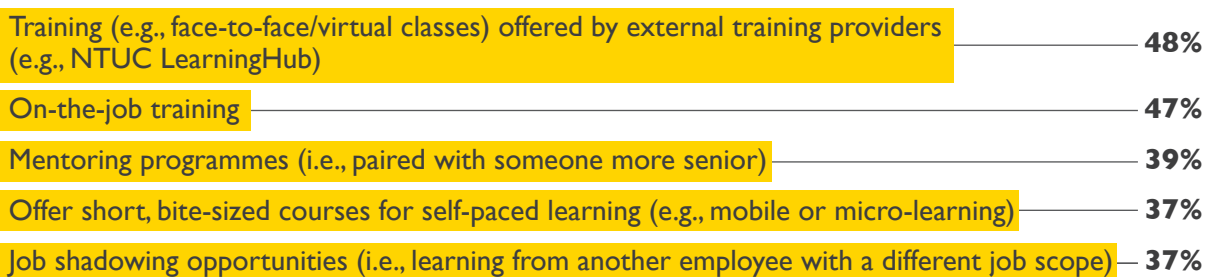 Training (e.g., face-to-face/virtual classes) offered by external training providers
(e.g., NTUC LearningHub)
48%
On-the-job training 47%
Mentoring programmes (i.e., paired with someone more senior) 39%
Offer short, bite-sized courses for self-paced learning (e.g., mobile or micro-learning) 37%
Job shadowing opportunities (i.e., learning from another employee with a different job scope) 37%